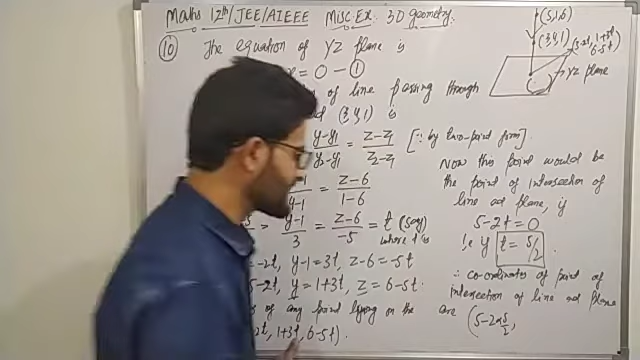 Maths 12th/JEE/AIEEE Misc.Ex. 3D geometry.
(10) The equation of YZ plane is
x = 0 — (1)
of line passing through
(3,4,1) is
y-y1/y2-y1 = z-z1/z2-z1 [∵ by two-point form].
-1/4-1 = z-6/1-6
= y-1/3 = z-6/-5 = t (say)
where t is
-2t, y-1=3t, z-6=-5t
5-2t, y=1+3t, z=6-5t.
of any point lying on the
2t, 1+3t, 6-5t).
(5,1,6)
(3,4,1)
(5-2t, 1+3t, 6-5t)
YZ plane
Now this point would be
the point of intersection of
line and plane, if
5-2t=0
i.e. if t=5/2.
∴ co-ordinates of point of
intersection of line and plane
are (5-2×5/2,